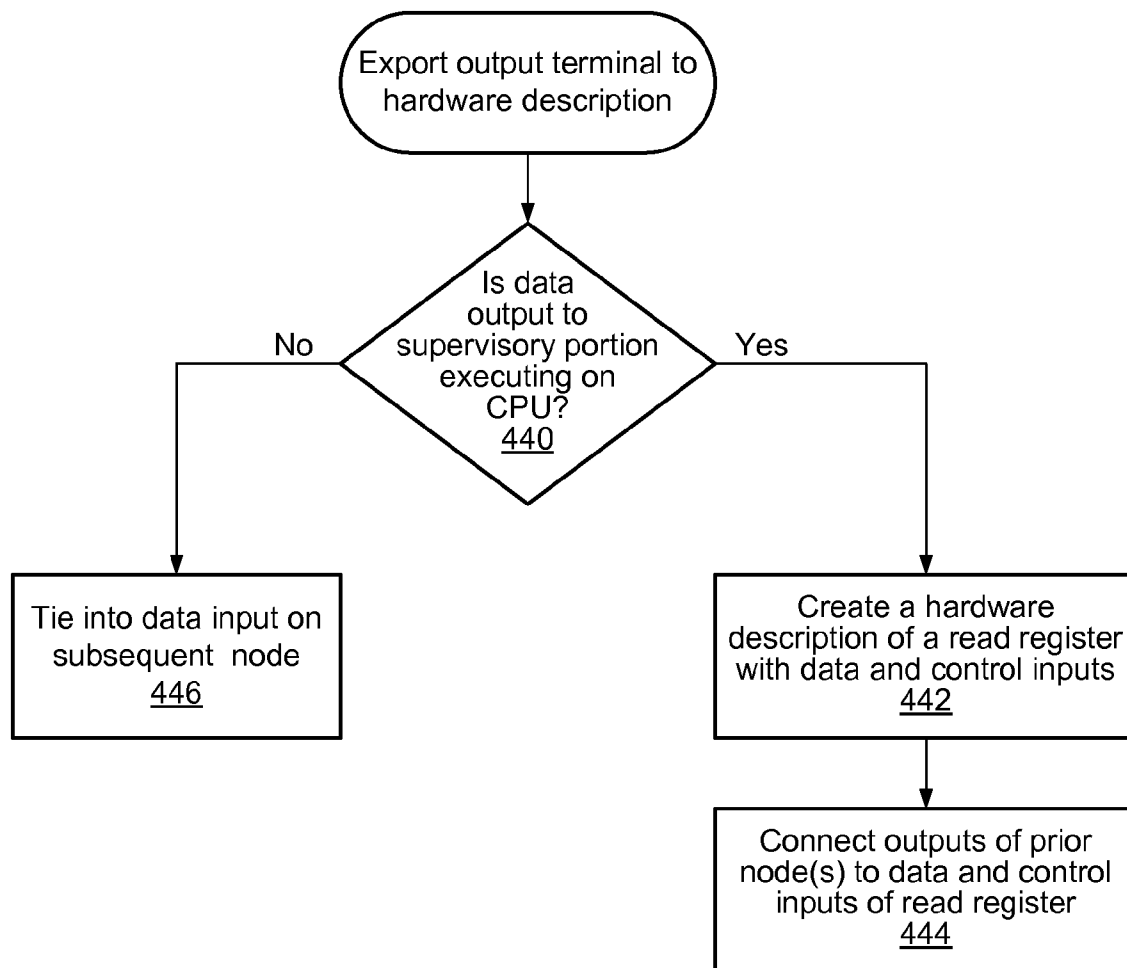 Export output terminal to
hardware description
Is data
output to
supervisory portion
executing on
CPU?
440
No
Yes
Tie into data input on
subsequent node
446
Create a hardware
description of a read register
with data and control inputs
442
Connect outputs of prior
node(s) to data and control
inputs of read register
444